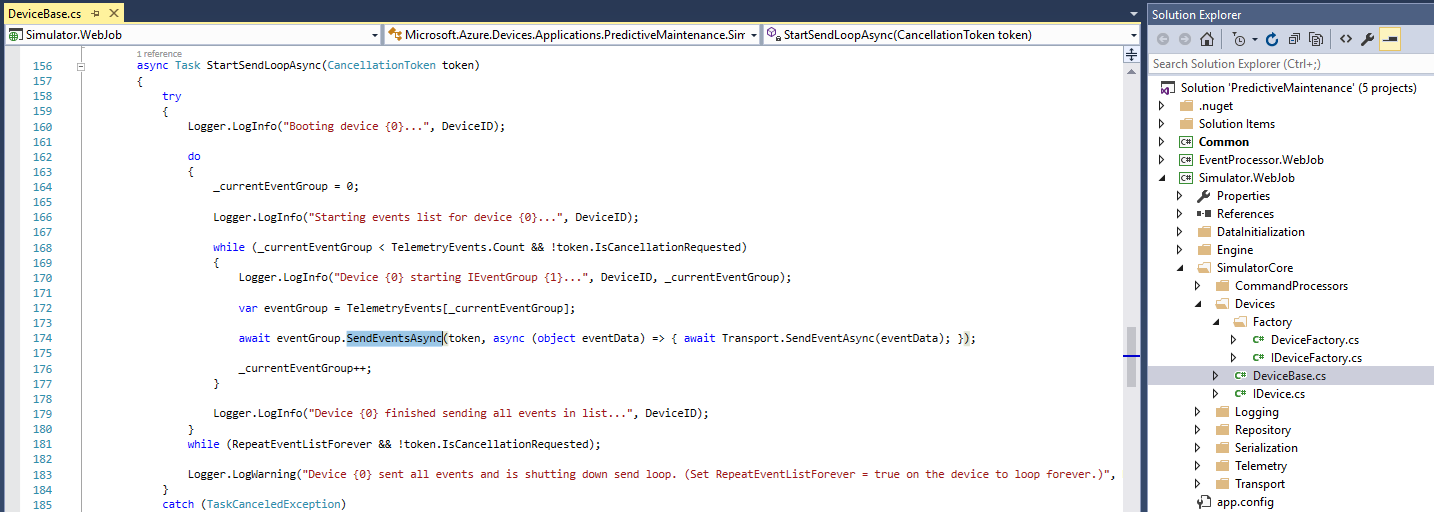 DeviceBase.cs
Simulator.WebJob
Microsoft.Azure.Devices.Applications.PredictiveMaintenance.Sim
StartSendLoopAsync(CancellationToken token)
1 reference
156 async Task StartSendLoopAsync(CancellationToken token)
157 {
158 try
159 {
160 Logger.LogInfo("Booting device {0}...", DeviceID);
161
162 do
163 {
164 _currentEventGroup = 0;
165
166 Logger.LogInfo("Starting events list for device {0}...", DeviceID);
167
168 while (_currentEventGroup < TelemetryEvents.Count && !token.IsCancellationRequested)
169 {
170 Logger.LogInfo("Device {0} starting IEventGroup {1}...", DeviceID, _currentEventGroup);
171
172 var eventGroup = TelemetryEvents[_currentEventGroup];
173
174 await eventGroup.SendEventsAsync(token, async (object eventData) => { await Transport.SendEventAsync(eventData); });
175
176 _currentEventGroup++;
177 }
178
179 Logger.LogInfo("Device {0} finished sending all events in list...", DeviceID);
180 }
181 while (RepeatEventListForever && !token.IsCancellationRequested);
182
183 Logger.LogWarning("Device {0} sent all events and is shutting down send loop. (Set RepeatEventListForever = true on the device to loop forever.)",
184 }
185 catch (TaskCanceledException)
Solution Explorer
Search Solution Explorer (Ctrl+;)
Solution 'PredictiveMaintenance' (5 projects)
.nuget
Solution Items
C# Common
C# EventProcessor.WebJob
C# Simulator.WebJob
Properties
References
DataInitialization
Engine
SimulatorCore
CommandProcessors
Devices
Factory
C# DeviceFactory.cs
C# IDeviceFactory.cs
C# DeviceBase.cs
C# IDevice.cs
Logging
Repository
Serialization
Telemetry
Transport
app.config